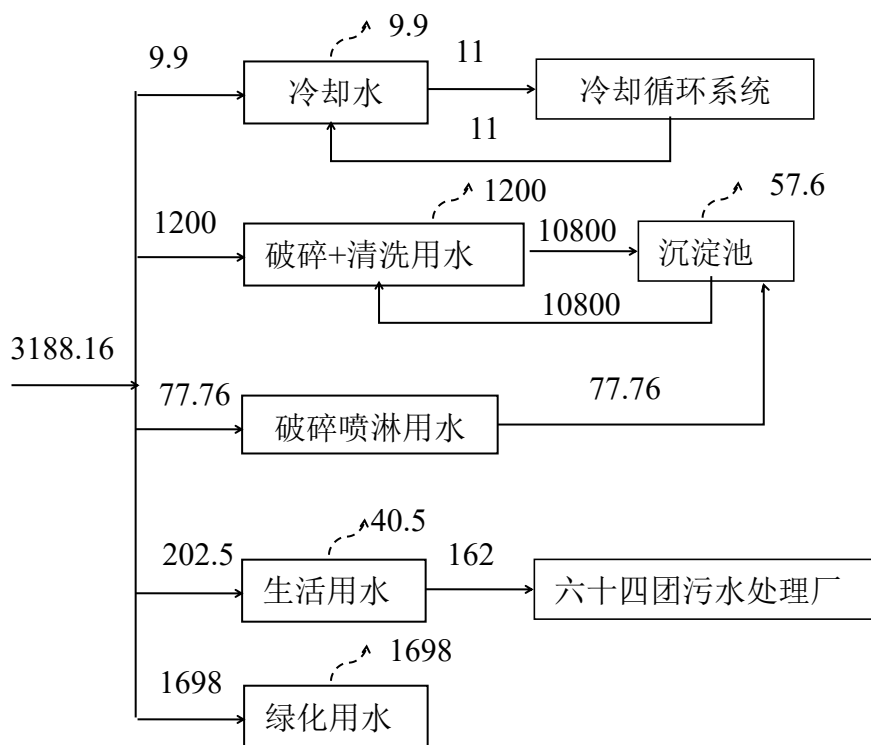 9.9
9.9
冷却水
11
冷却循环系统
11
1200
1200
破碎+清洗用水
10800
沉淀池
57.6
10800
3188.16
77.76
破碎喷淋用水
77.76
202.5
40.5
生活用水
162
六十四团污水处理厂
1698
1698
绿化用水